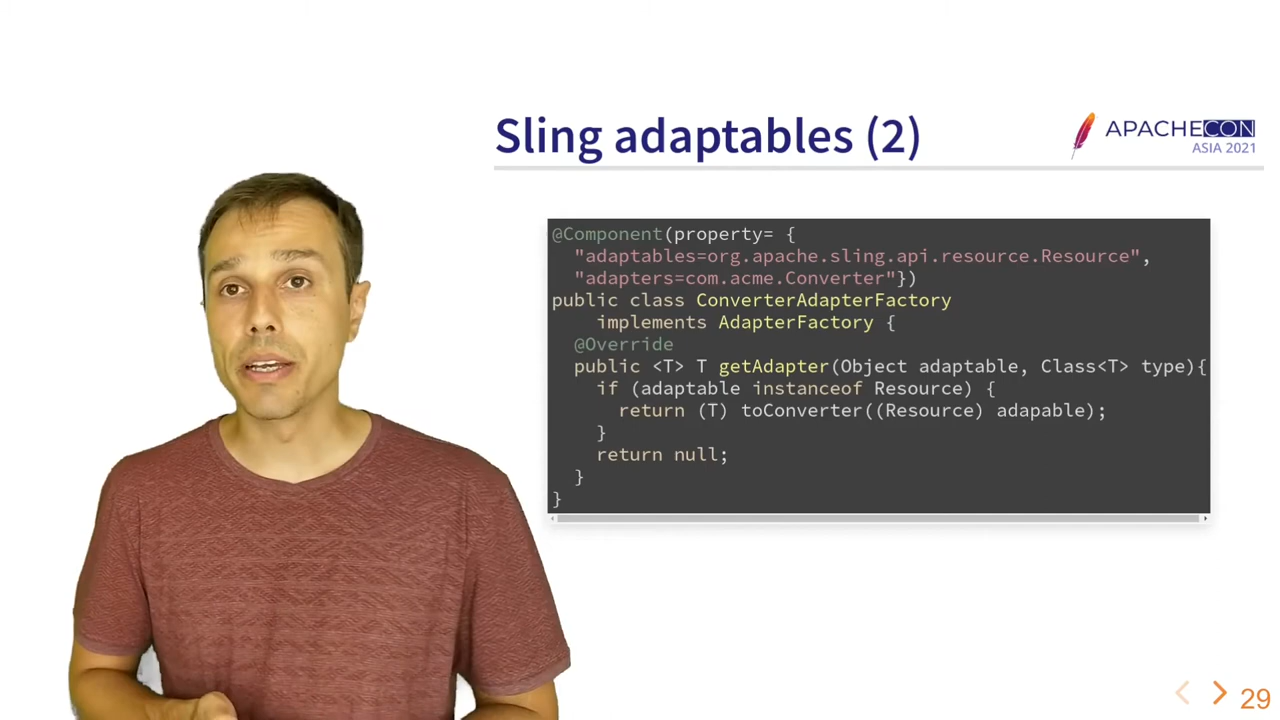 Sling adaptables (2)
APACHECON
ASIA 2021
@Component(property= {
"adaptables=org.apache.sling.api.resource.Resource",
"adapters=com.acme.Converter"})
public class ConverterAdapterFactory
implements AdapterFactory {
@Override
public <T> T getAdapter(Object adaptable, Class<T> type){
if (adaptable instanceof Resource) {
return (T) toConverter((Resource) adapable);
}
return null;
}
}
29